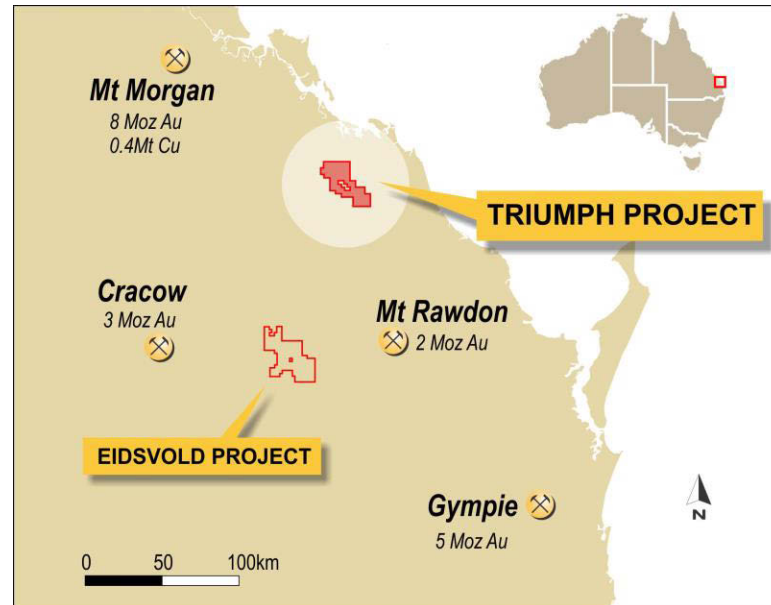 Mt Morgan
8 Moz Au
0.4Mt Cu
TRIUMPH PROJECT
Cracow
3 Moz Au
Mt Rawdon
2 Moz Au
EIDSVOLD PROJECT
Gympie
5 Moz Au
N
0 50 100km